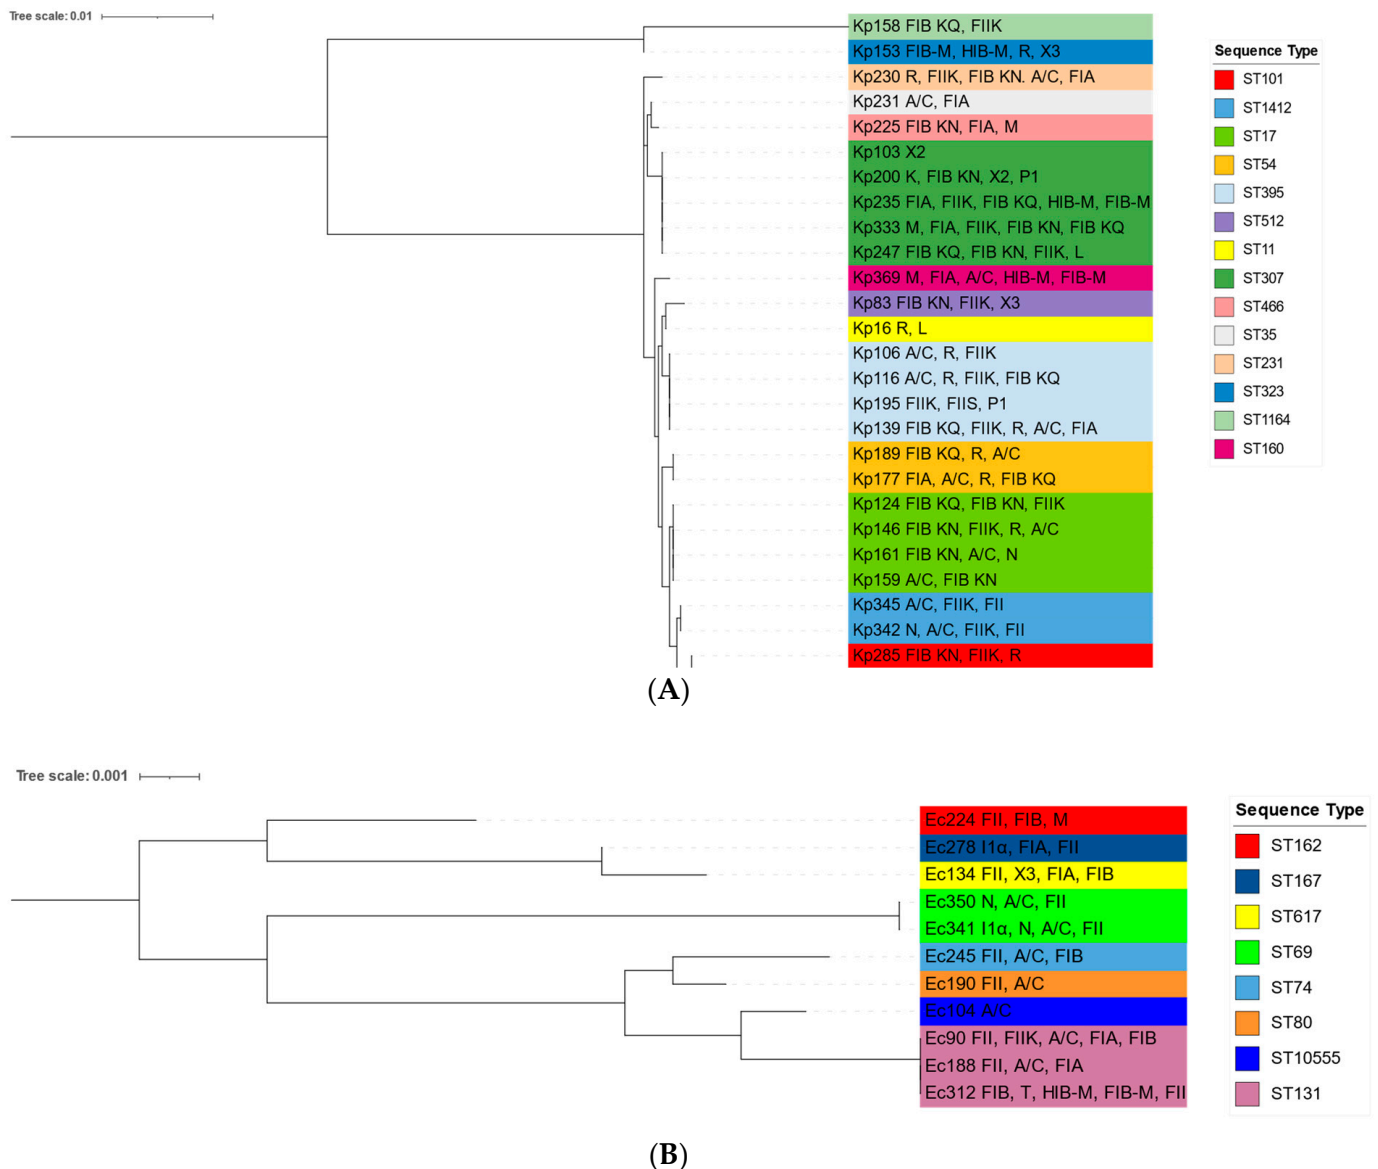 Tree scale: 0.01
Kp158 FIB KQ, FIIK
Kp153 FIB-M, HIB-M, R, X3
Kp230 R, FIIK, FIB KN. A/C, FIA
Kp231 A/C, FIA
Kp225 FIB KN, FIA, M
Kp103 X2
Kp200 K, FIB KN, X2, P1
Kp235 FIA, FIIK, FIB KQ, HIB-M, FIB-M
Kp333 M, FIA, FIIK, FIB KN, FIB KQ
Kp247 FIB KQ, FIB KN, FIIK, L
Kp369 M, FIA, A/C, HIB-M, FIB-M
Kp83 FIB KN, FIIK, X3
Kp16 R, L
Kp106 A/C, R, FIIK
Kp116 A/C, R, FIIK, FIB KQ
Kp195 FIIK, FIIS, P1
Kp139 FIB KQ, FIIK, R, A/C, FIA
Kp189 FIB KQ, R, A/C
Kp177 FIA, A/C, R, FIB KQ
Kp124 FIB KQ, FIB KN, FIIK
Kp146 FIB KN, FIIK, R, A/C
Kp161 FIB KN, A/C, N
Kp159 A/C, FIB KN
Kp345 A/C, FIIK, FII
Kp342 N, A/C, FIIK, FII
Kp285 FIB KN, FIIK, R
Sequence Type
ST101
ST1412
ST17
ST54
ST395
ST512
ST11
ST307
ST466
ST35
ST231
ST323
ST1164
ST160
(A)
Tree scale: 0.001
Ec224 FII, FIB, M
Ec278 I1α, FIA, FII
Ec134 FII, X3, FIA, FIB
Ec350 N, A/C, FII
Ec341 I1α, N, A/C, FII
Ec245 FII, A/C, FIB
Ec190 FII, A/C
Ec104 A/C
Ec90 FII, FIIK, A/C, FIA, FIB
Ec188 FII, A/C, FIA
Ec312 FIB, T, HIB-M, FIB-M, FII
Sequence Type
ST162
ST167
ST617
ST69
ST74
ST80
ST10555
ST131
(B)